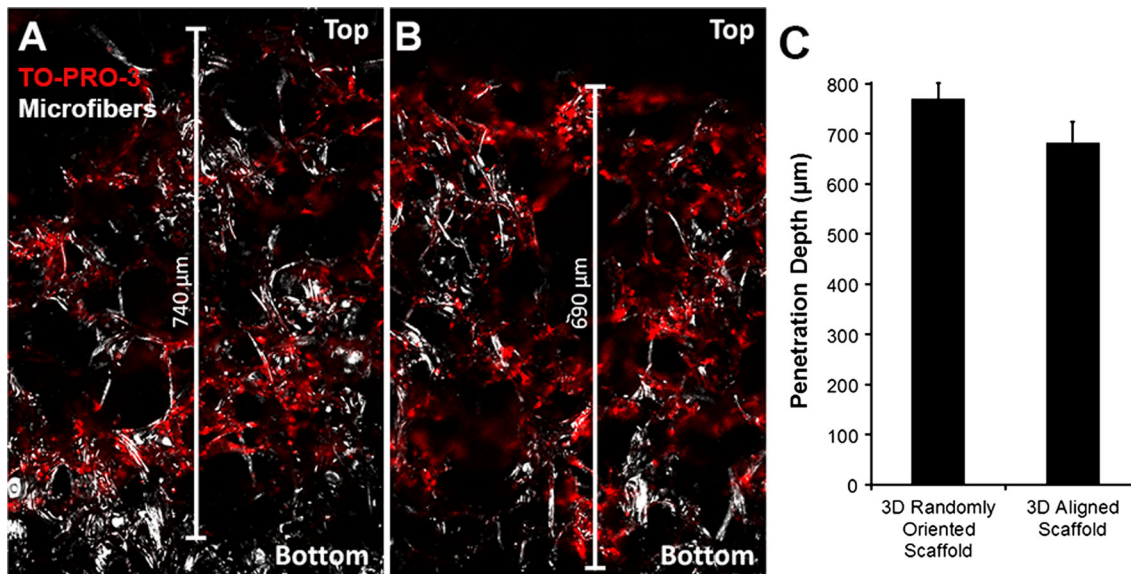 A
Top
TO-PRO-3
Microfibers
740 µm
Bottom
B
Top
690 µm
Bottom
C
Penetration Depth (µm)
800
700
600
500
400
300
200
100
0
3D Randomly
Oriented
Scaffold
3D Aligned
Scaffold